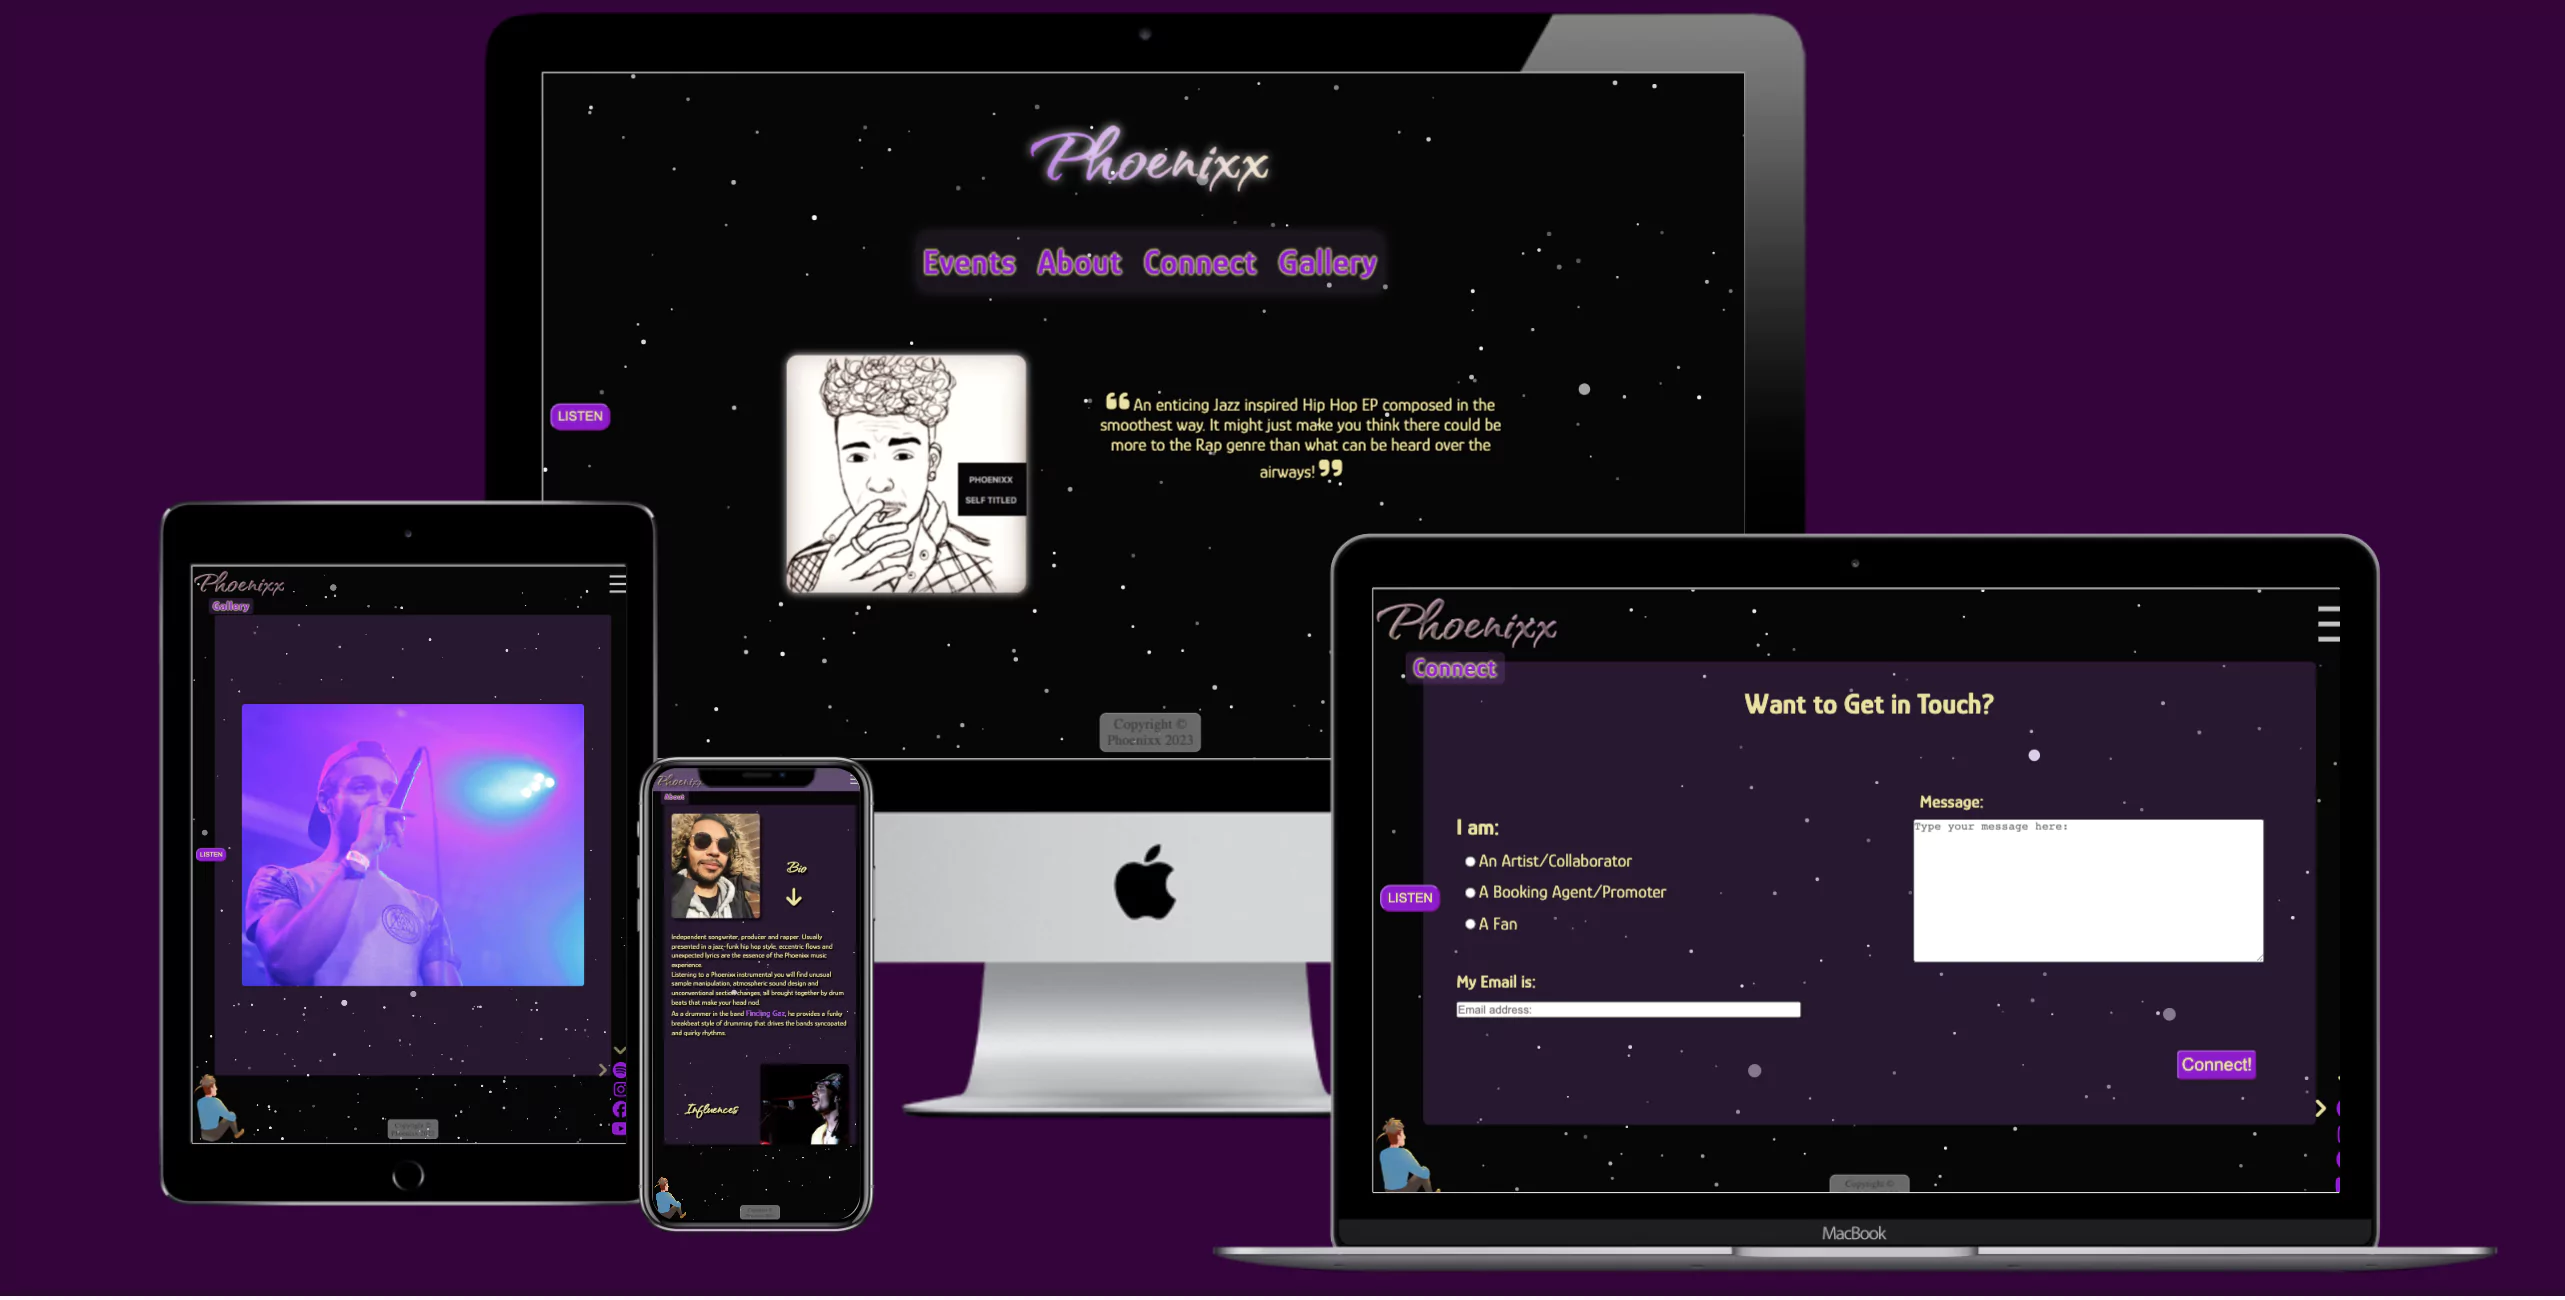 Phoenixx
Events About Connect Gallery
LISTEN
PHOENIXX
SELF TITLED
❝ An enticing Jazz inspired Hip Hop EP composed in the
smoothest way. It might just make you think there could be
more to the Rap genre than what can be heard over the
airways! ❞
Copyright ©
Phoenixx 2023
Phoenixx
Gallery
LISTEN
Phoenixx
About
Bio
Independent songwriter, producer and rapper. Usually
presented in a jazz-funk hip hop style, eccentric flows and
unexpected lyrics are the essence of the Phoenixx music
experience.
Listening to a Phoenixx instrumental you will find unusual
sample manipulation, atmospheric sound design and
unconventional section changes, all brought together by drum
beats that make your head nod.
As a drummer in the band Finding Gaz, he provides a funky
breakbeat style of drumming that drives the bands syncopated
and quirky rhythms.
Influences
Phoenixx
Connect
Want to Get in Touch?
I am:
An Artist/Collaborator
A Booking Agent/Promoter
A Fan
LISTEN
My Email is:
Email address:
Message:
Type your message here:
Connect!
Copyright ©
MacBook